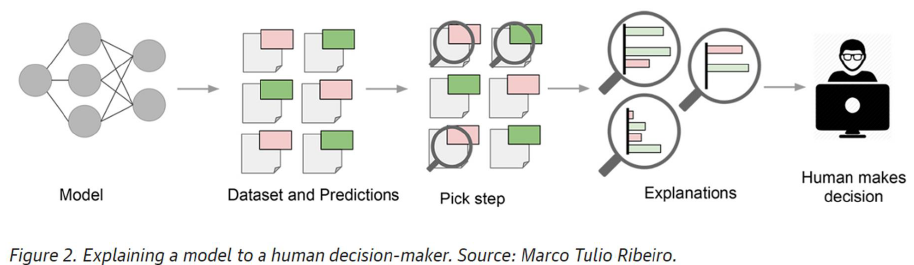 Model
Dataset and Predictions
Pick step
Explanations
Human makes
decision
Figure 2. Explaining a model to a human decision-maker. Source: Marco Tulio Ribeiro.